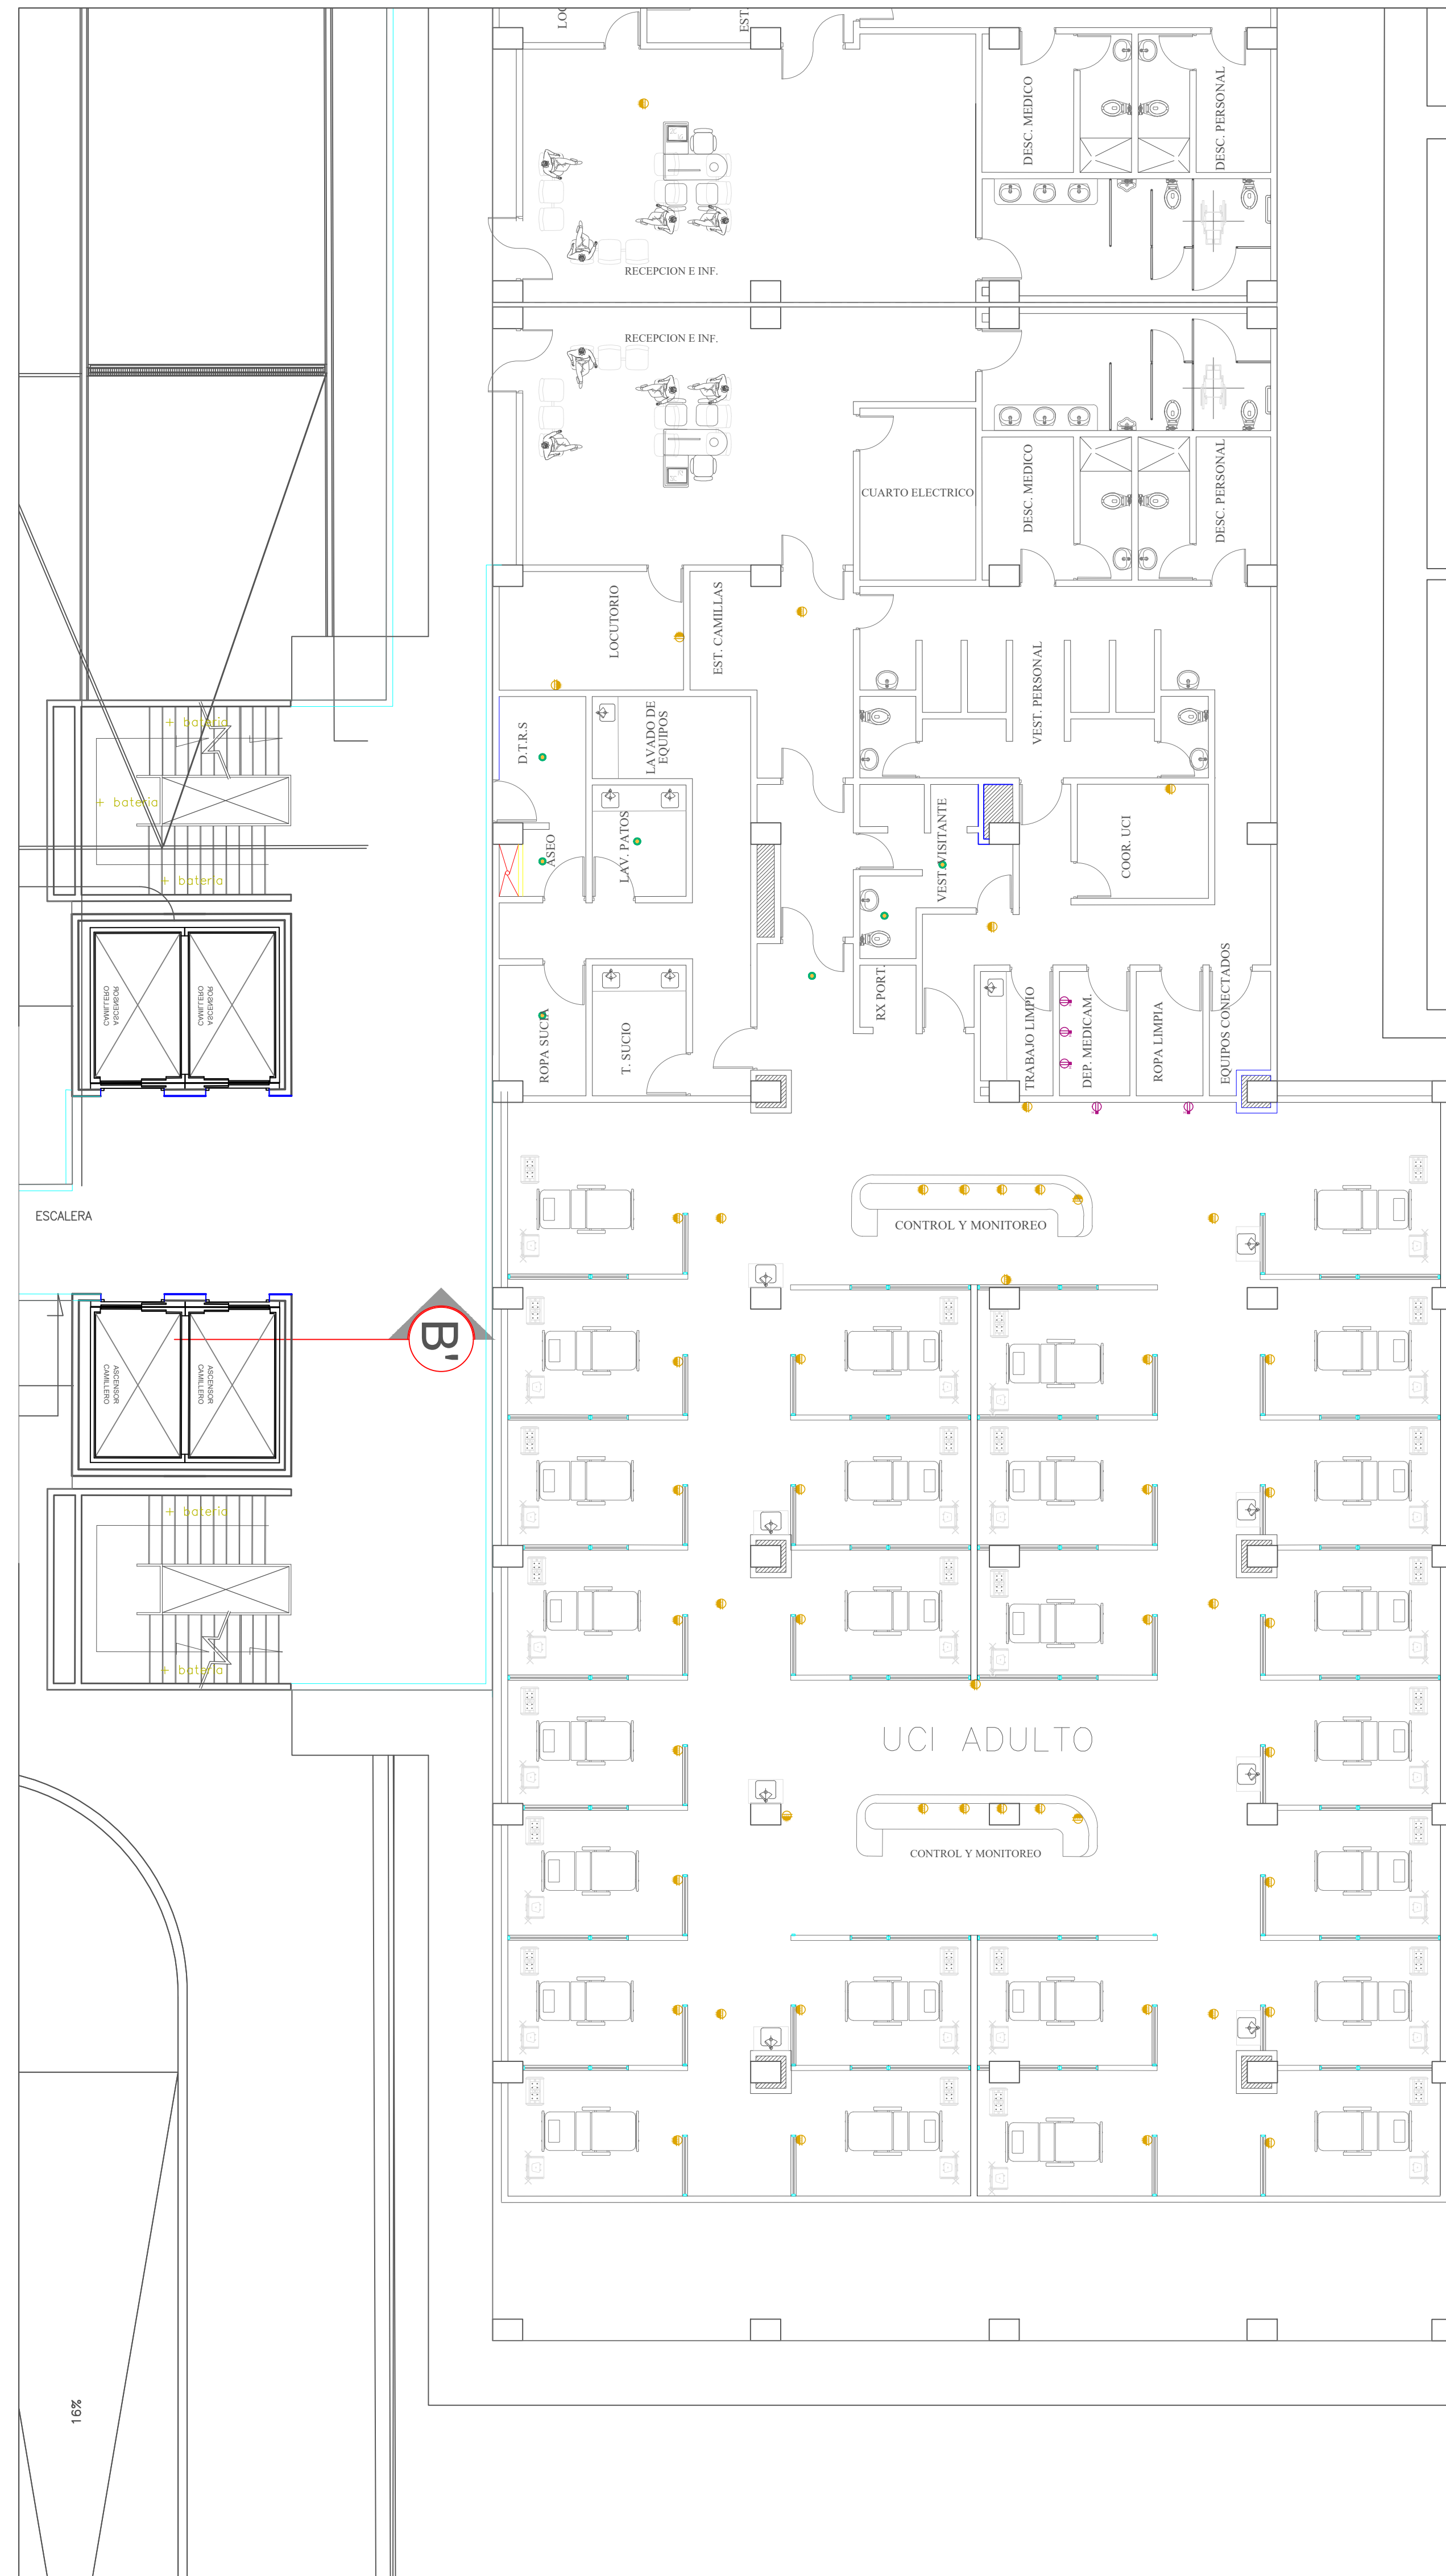 DESC. MEDICO
DESC. PERSONAL
RECEPCION E INF.
RECEPCION E INF.
CUARTO ELECTRICO
DESC. MEDICO
DESC. PERSONAL
LOCUTORIO
EST. CAMILLAS
VEST. PERSONAL
+ bateria
+ bateria
+ bateria
D.T.R.S
LAVADO DE
EQUIPOS
ASEO
LAV. PATOS
VEST. VISITANTE
COOR. UCI
ASCENSOR
CAMILLERO
ASCENSOR
CAMILLERO
ROPA SUCIA
T. SUCIO
RX PORT.
TRABAJO LIMPIO
DEP. MEDICAM.
ROPA LIMPIA
EQUIPOS CONECTADOS
ESCALERA
CONTROL Y MONITOREO
B'
ASCENSOR
CAMILLERO
ASCENSOR
CAMILLERO
+ bateria
+ bateria
UCI ADULTO
CONTROL Y MONITOREO
16%